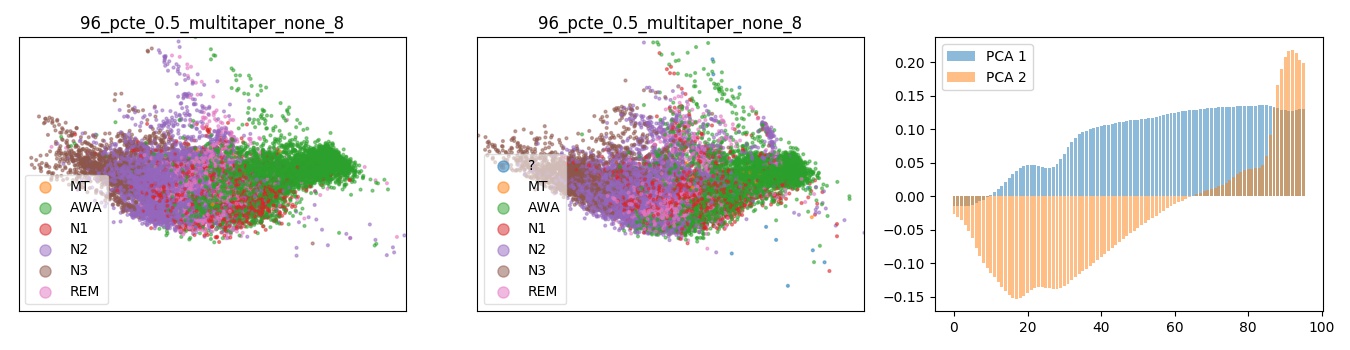 96_pcte_0.5_multitaper_none_8
MT
AWA
N1
N2
N3
REM
96_pcte_0.5_multitaper_none_8
?
MT
AWA
N1
N2
N3
REM
PCA 1
PCA 2
0.20
0.15
0.10
0.05
0.00
−0.05
−0.10
−0.15
0 20 40 60 80 100